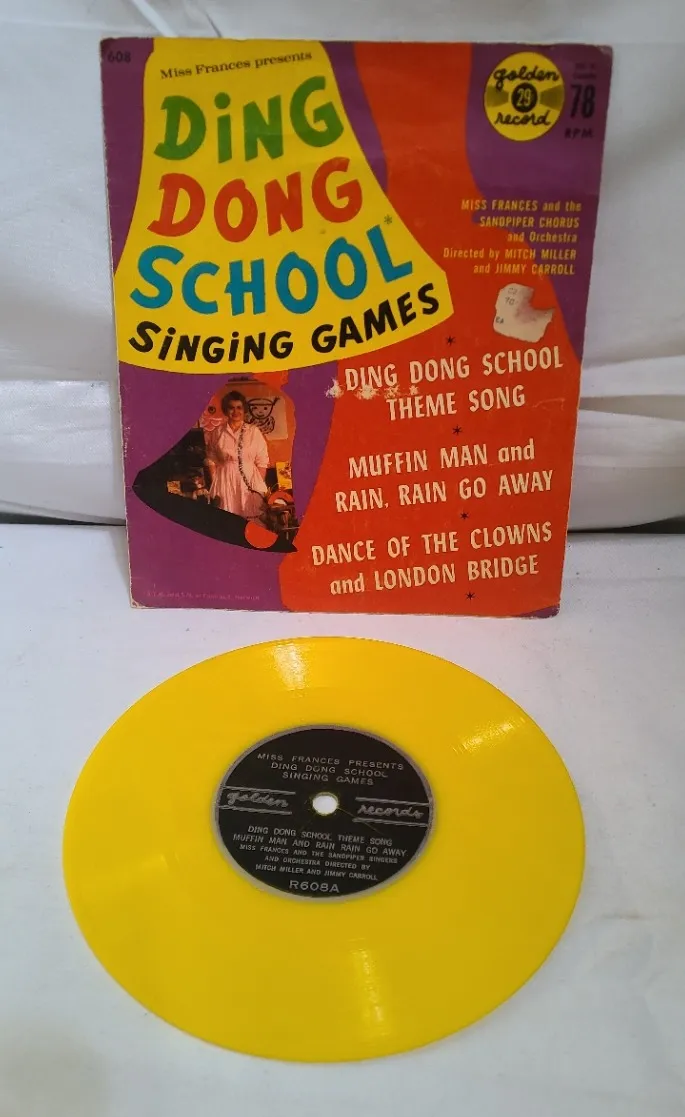 608
Miss Frances presents
DiNG
DONG
SCHOOL*
SiNGiNG GAMES
golden
29
record
78
RPM
MISS FRANCES and the
SANDPIPER CHORUS
and Orchestra
Directed by MITCH MILLER
and JIMMY CARROLL
*
DING DONG SCHOOL
THEME SONG
*
MUFFIN MAN and
RAIN, RAIN GO AWAY
*
DANCE OF THE CLOWNS
and LONDON BRIDGE
*
MISS FRANCES PRESENTS
DING DONG SCHOOL
SINGING GAMES
golden records
DING DONG SCHOOL THEME SONG
MUFFIN MAN AND RAIN RAIN GO AWAY
MISS FRANCES AND THE SANDPIPER SINGERS
AND ORCHESTRA DIRECTED BY
MITCH MILLER AND JIMMY CARROLL
R608A